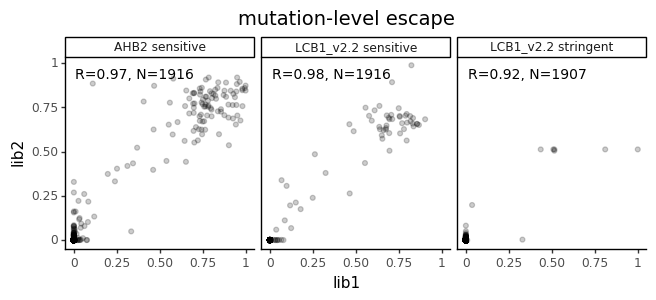 mutation-level escape
AHB2 sensitive
LCB1_v2.2 sensitive
LCB1_v2.2 stringent
R=0.97, N=1916
R=0.98, N=1916
R=0.92, N=1907
lib2
1
0.75
0.50
0.25
0
0 0.25 0.50 0.75 1
0 0.25 0.50 0.75 1
0 0.25 0.50 0.75 1
lib1